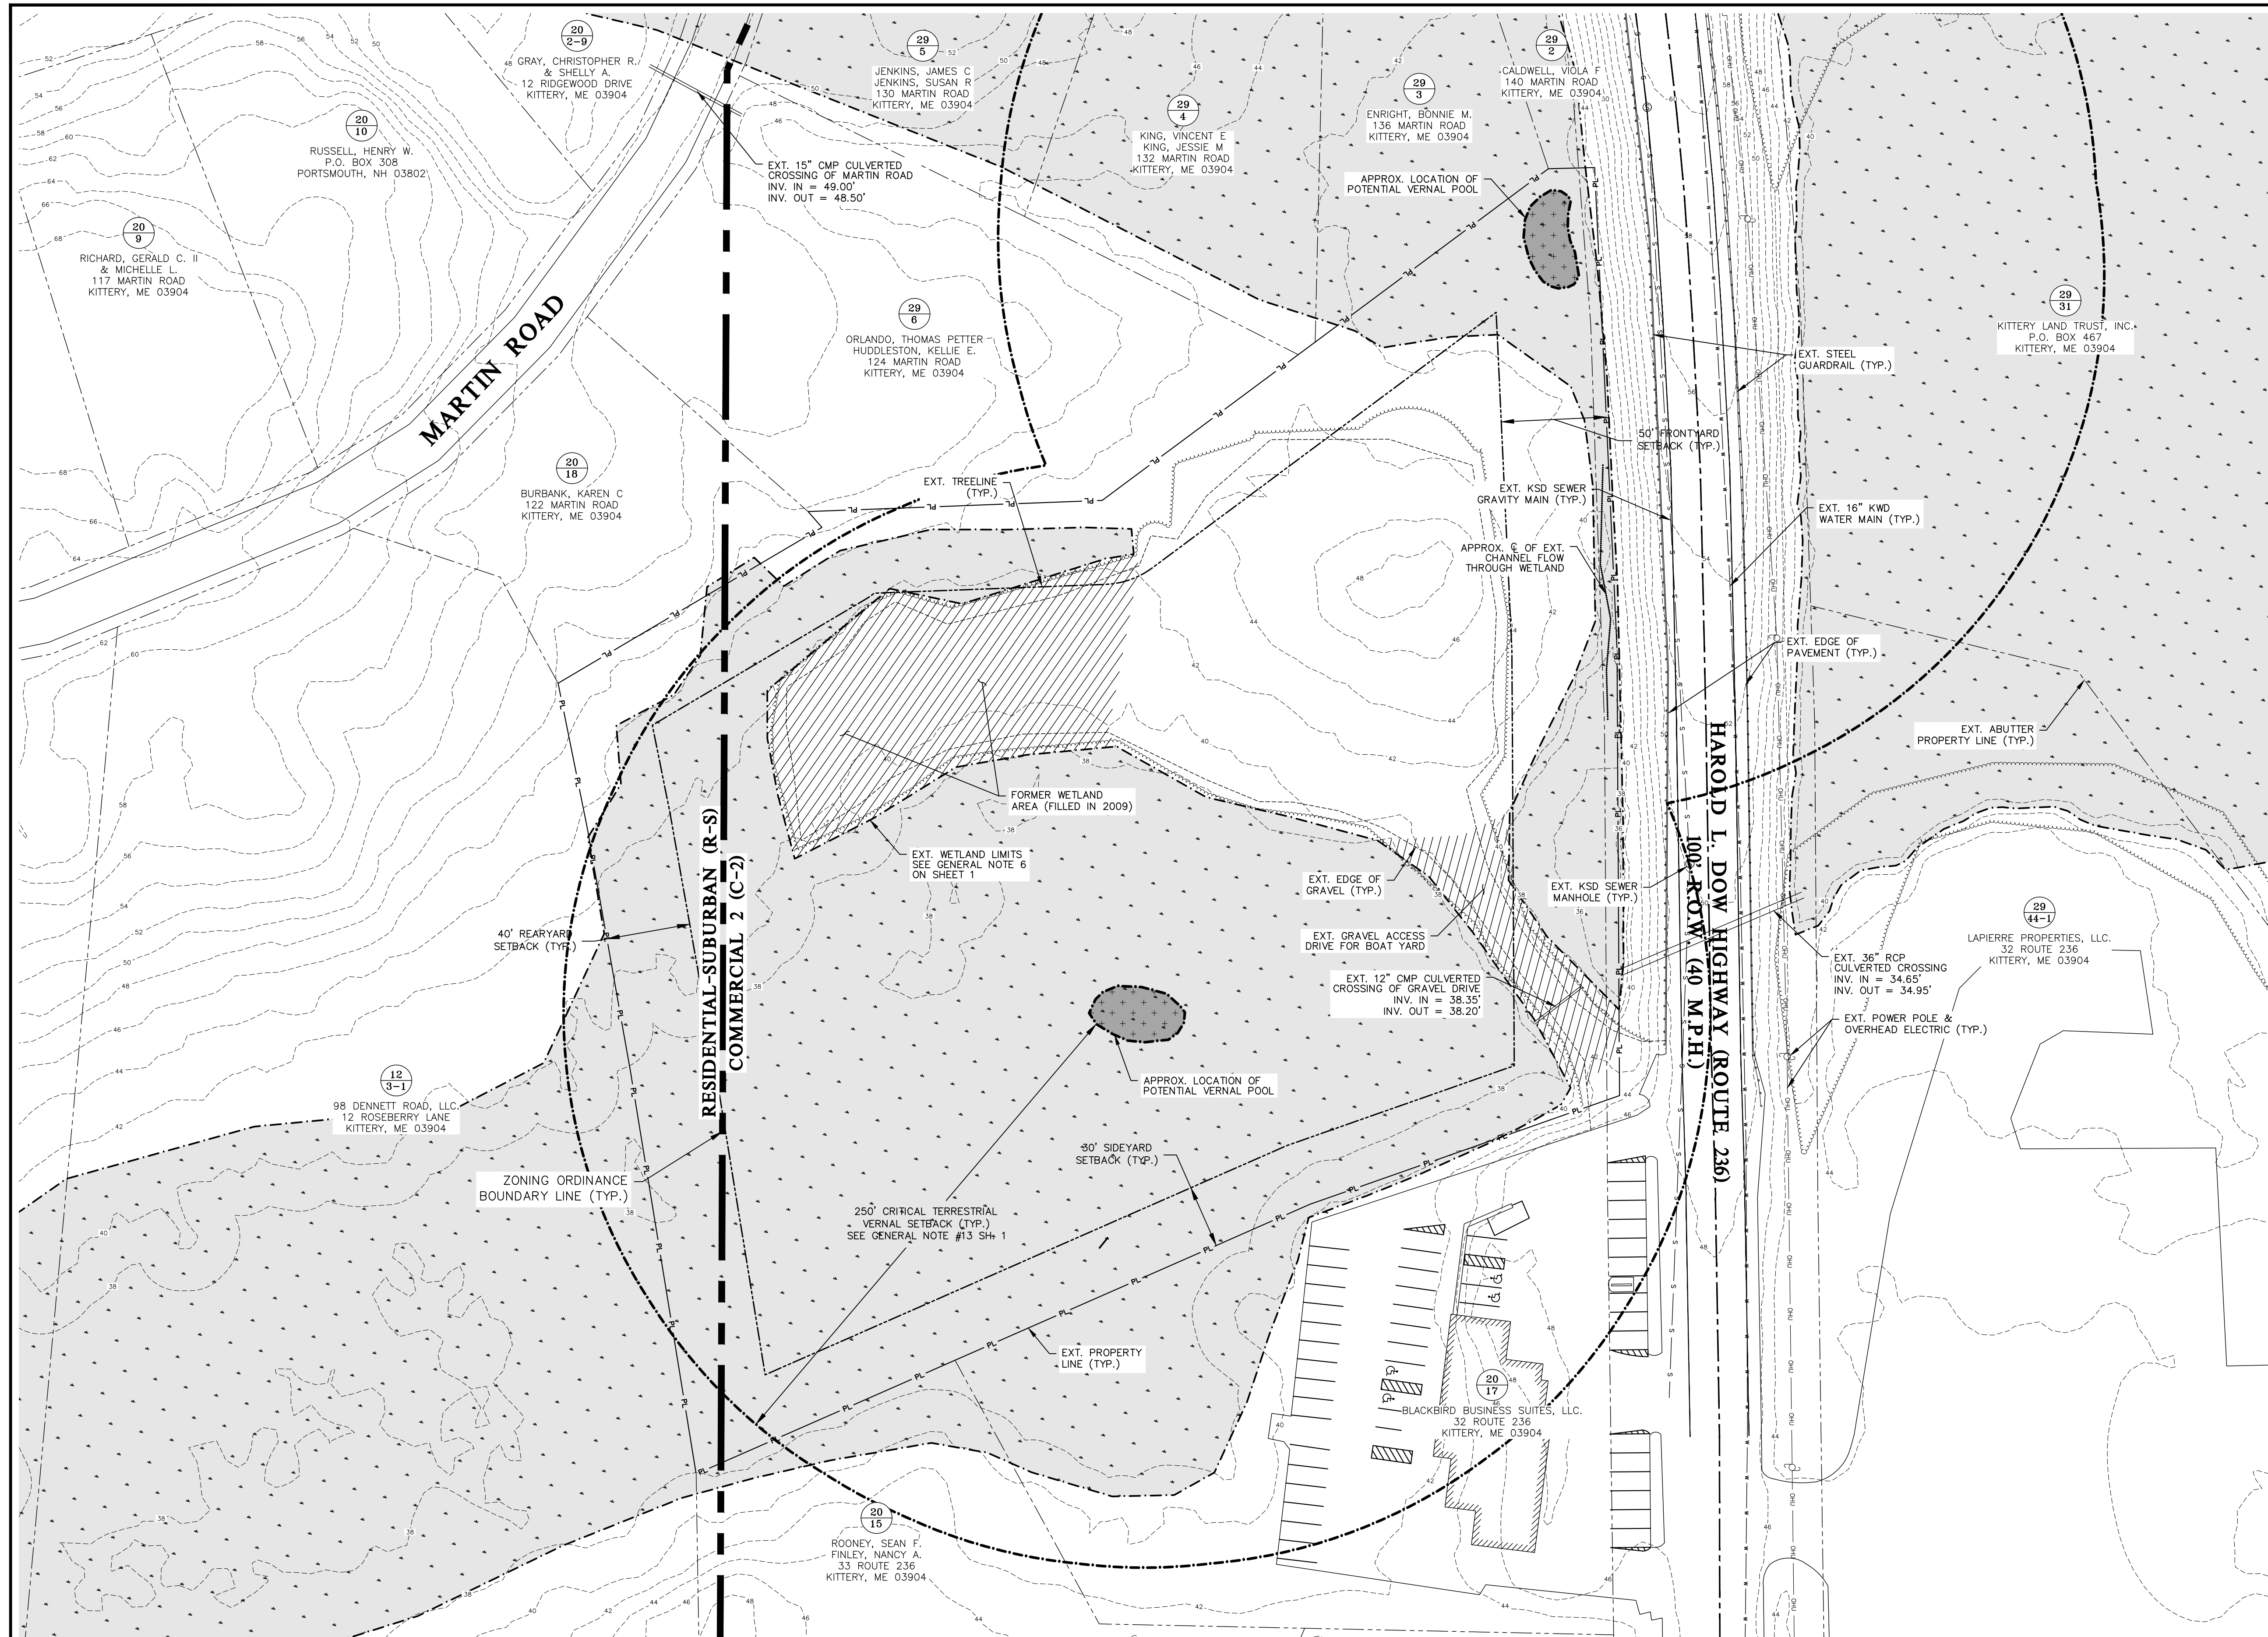 20
2-9
GRAY, CHRISTOPHER R.
& SHELLY A.
12 RIDGEWOOD DRIVE
KITTERY, ME 03904
29
5
JENKINS, JAMES C
JENKINS, SUSAN R
130 MARTIN ROAD
KITTERY, ME 03904
29
4
KING, VINCENT E
KING, JESSIE M
132 MARTIN ROAD
KITTERY, ME 03904
29
3
ENRIGHT, BONNIE M.
136 MARTIN ROAD
KITTERY, ME 03904
29
2
CALDWELL, VIOLA F
140 MARTIN ROAD
KITTERY, ME 03904
20
10
RUSSELL, HENRY W.
P.O. BOX 308
PORTSMOUTH, NH 03802
EXT. 15" CMP CULVERTED
CROSSING OF MARTIN ROAD
INV. IN = 49.00'
INV. OUT = 48.50'
APPROX. LOCATION OF
POTENTIAL VERNAL POOL
20
9
RICHARD, GERALD C. II
& MICHELLE L.
117 MARTIN ROAD
KITTERY, ME 03904
29
6
ORLANDO, THOMAS PETTER
HUDDLESTON, KELLIE E.
124 MARTIN ROAD
KITTERY, ME 03904
29
31
KITTERY LAND TRUST, INC.
P.O. BOX 467
KITTERY, ME 03904
MARTIN ROAD
EXT. STEEL
GUARDRAIL (TYP.)
50' FRONTYARD
SETBACK (TYP.)
20
18
BURBANK, KAREN C
122 MARTIN ROAD
KITTERY, ME 03904
EXT. TREELINE
(TYP.)
EXT. KSD SEWER
GRAVITY MAIN (TYP.)
EXT. 16" KWD
WATER MAIN (TYP.)
APPROX. ℄ OF EXT.
CHANNEL FLOW
THROUGH WETLAND
EXT. EDGE OF
PAVEMENT (TYP.)
EXT. ABUTTER
PROPERTY LINE (TYP.)
FORMER WETLAND
AREA (FILLED IN 2009)
EXT. WETLAND LIMITS
SEE GENERAL NOTE 6
ON SHEET 1
RESIDENTIAL-SUBURBAN (R-S)
COMMERCIAL 2 (C-2)
HAROLD L. DOW HIGHWAY (ROUTE 236)
100' R.O.W. (40 M.P.H.)
EXT. EDGE OF
GRAVEL (TYP.)
EXT. KSD SEWER
MANHOLE (TYP.)
40' REARYARD
SETBACK (TYP.)
EXT. GRAVEL ACCESS
DRIVE FOR BOAT YARD
29
44-1
LAPIERRE PROPERTIES, LLC.
32 ROUTE 236
KITTERY, ME 03904
EXT. 36" RCP
CULVERTED CROSSING
INV. IN = 34.65'
INV. OUT = 34.95'
EXT. 12" CMP CULVERTED
CROSSING OF GRAVEL DRIVE
INV. IN = 38.35'
INV. OUT = 38.20'
EXT. POWER POLE &
OVERHEAD ELECTRIC (TYP.)
12
3-1
98 DENNETT ROAD, LLC.
12 ROSEBERRY LANE
KITTERY, ME 03904
APPROX. LOCATION OF
POTENTIAL VERNAL POOL
30' SIDEYARD
SETBACK (TYP.)
ZONING ORDINANCE
BOUNDARY LINE (TYP.)
250' CRITICAL TERRESTRIAL
VERNAL SETBACK (TYP.)
SEE GENERAL NOTE #13 SH. 1
EXT. PROPERTY
LINE (TYP.)
20
17
BLACKBIRD BUSINESS SUITES, LLC.
32 ROUTE 236
KITTERY, ME 03904
20
15
ROONEY, SEAN F.
FINLEY, NANCY A.
33 ROUTE 236
KITTERY, ME 03904